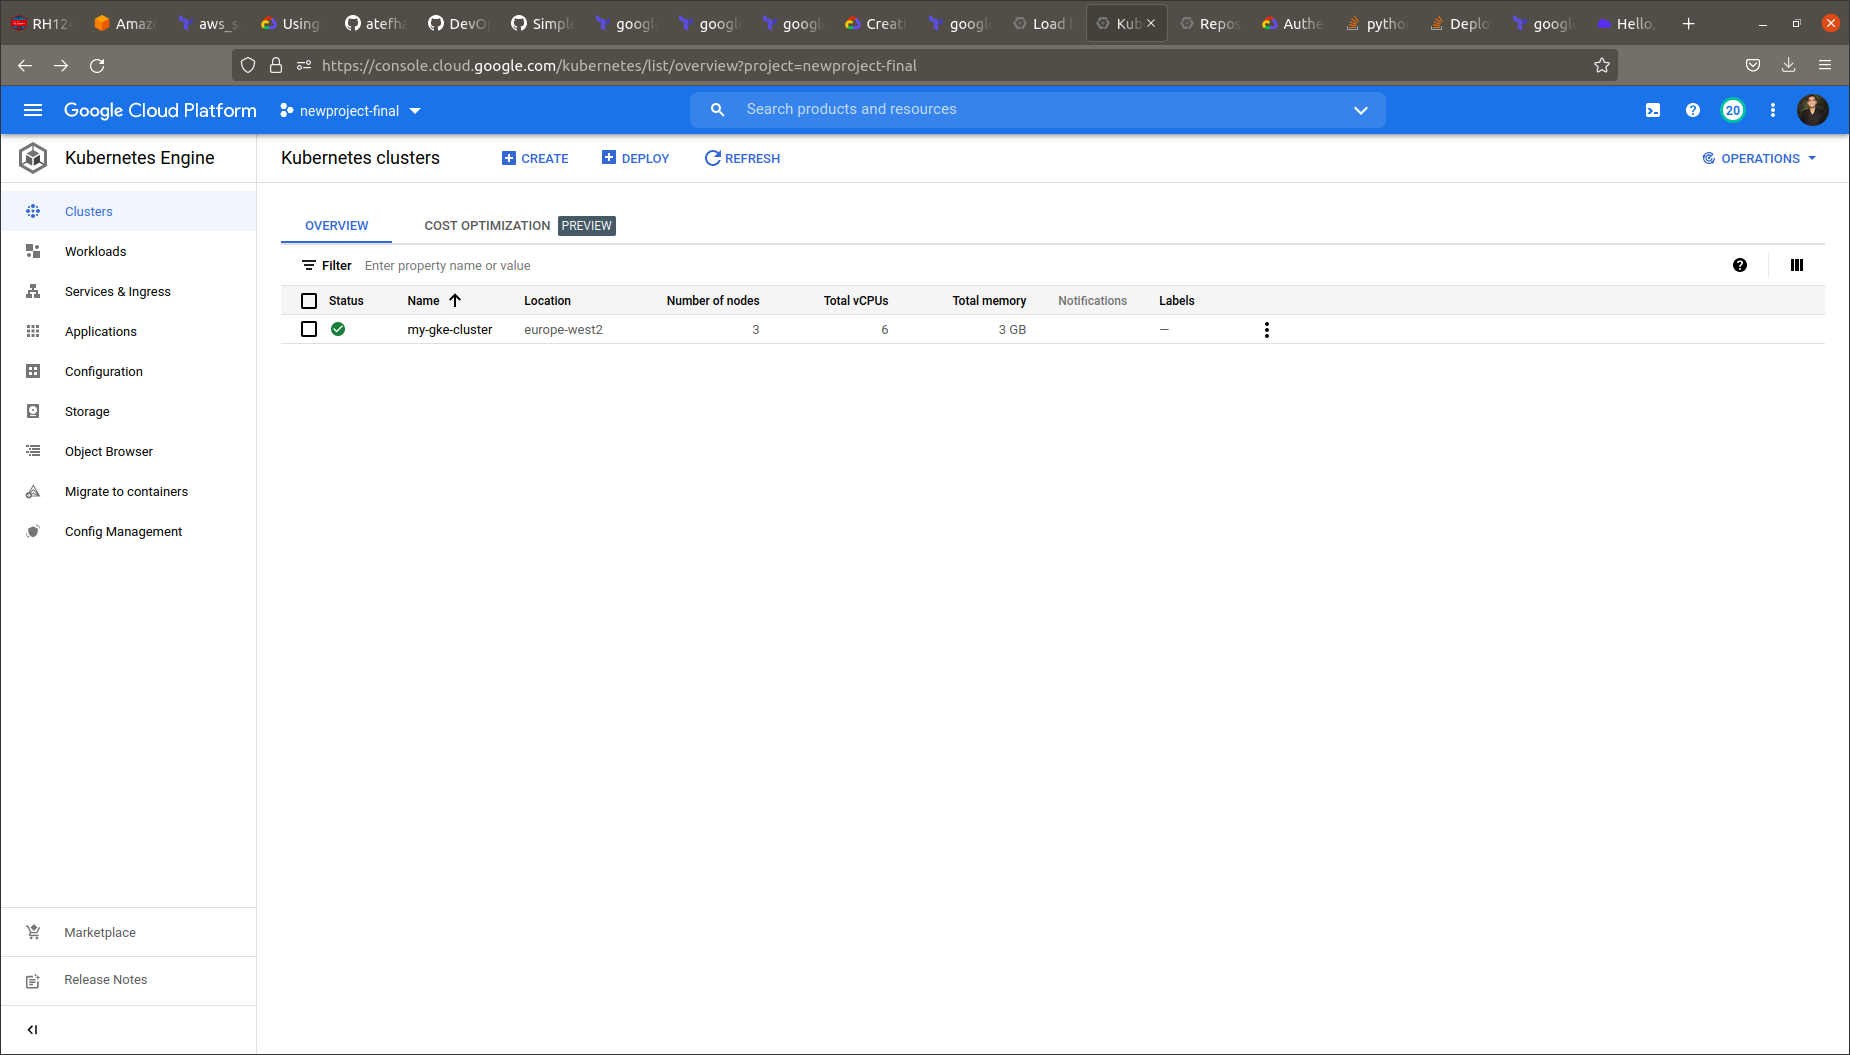 RH12 Amaz aws_s Using atefh DevO Simpl googl googl googl Creati googl Load Kub Repos Authe pytho Deplo googl Hello,
https://console.cloud.google.com/kubernetes/list/overview?project=newproject-final
Google Cloud Platform newproject-final Search products and resources 20
Kubernetes Engine
Kubernetes clusters CREATE DEPLOY REFRESH OPERATIONS
Clusters
Workloads
Services & Ingress
Applications
Configuration
Storage
Object Browser
Migrate to containers
Config Management
Marketplace
Release Notes
OVERVIEW COST OPTIMIZATION PREVIEW
Filter Enter property name or value
Status Name Location Number of nodes Total vCPUs Total memory Notifications Labels
my-gke-cluster europe-west2 3 6 3 GB —